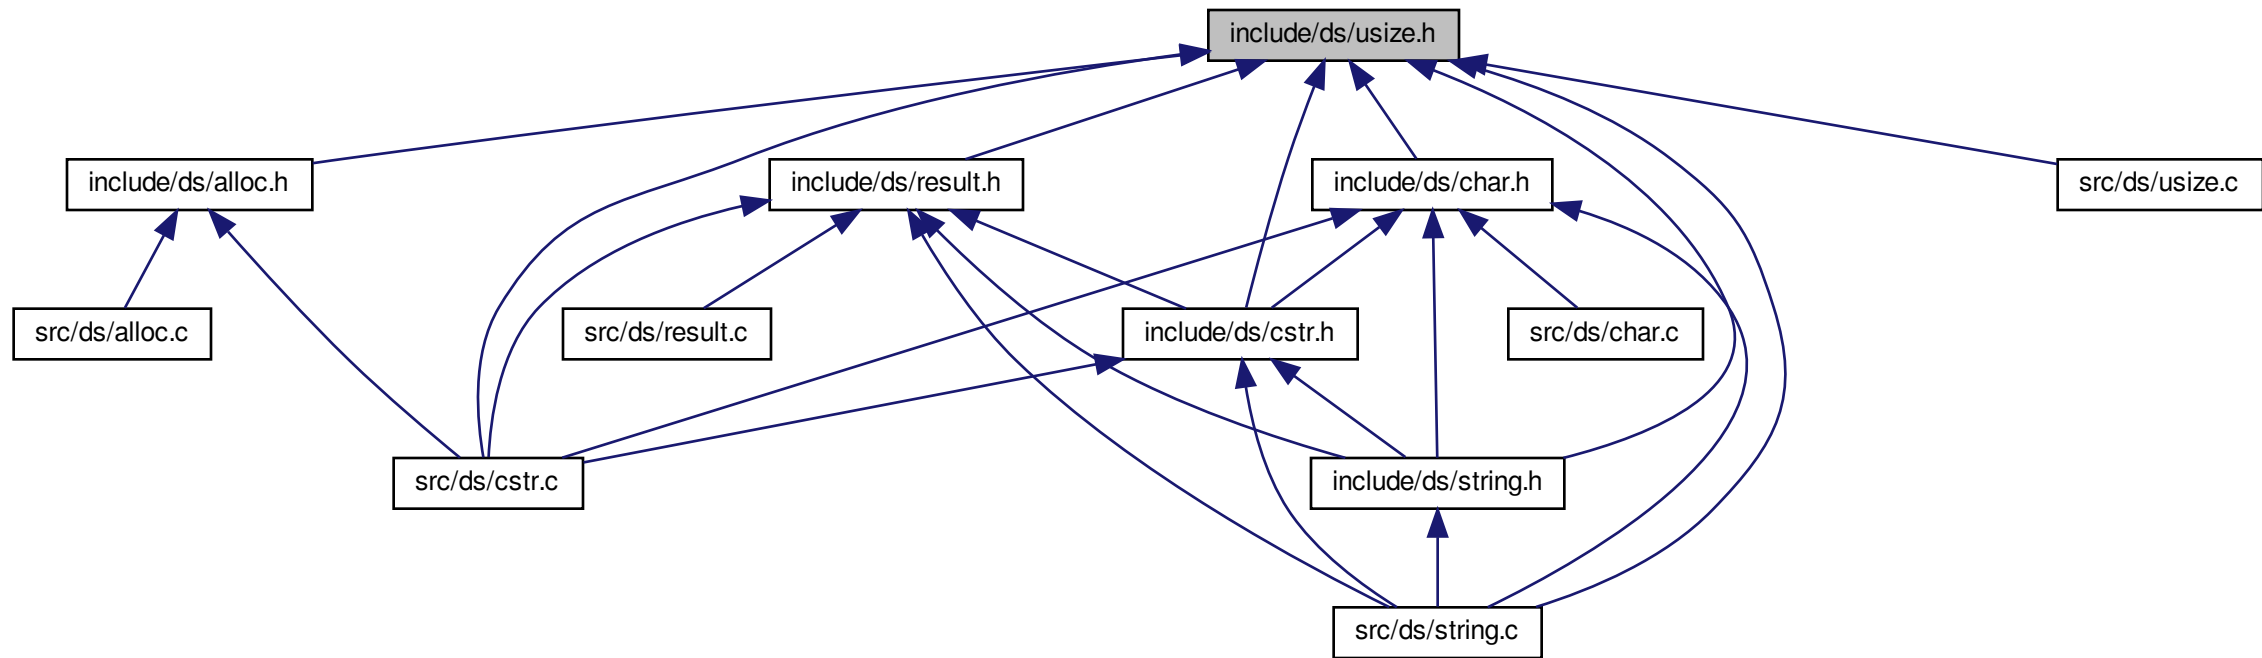 include/ds/usize.h
include/ds/alloc.h
include/ds/result.h
include/ds/char.h
src/ds/usize.c
src/ds/alloc.c
src/ds/result.c
include/ds/cstr.h
src/ds/char.c
src/ds/cstr.c
include/ds/string.h
src/ds/string.c